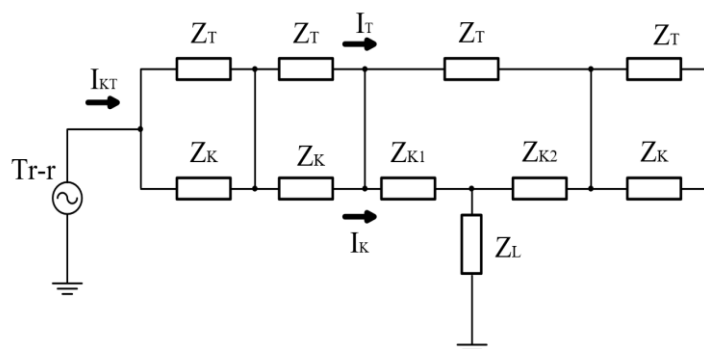 Z_T Z_T I_T Z_T Z_T
I_KT
Z_K Z_K Z_K1 Z_K2 Z_K
Tr-r
I_K
Z_L